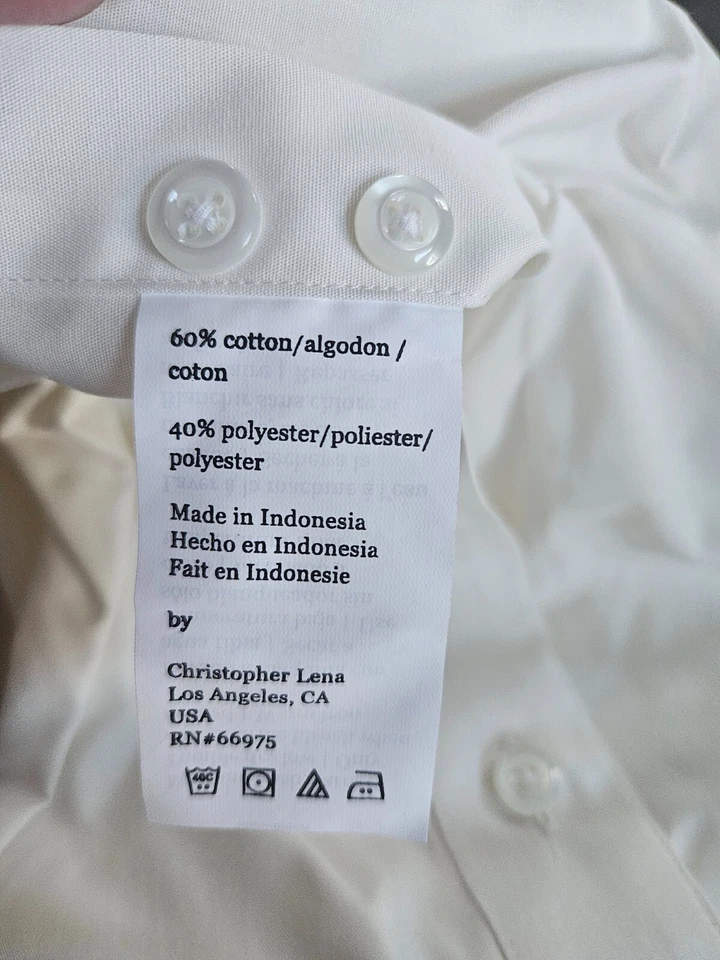 60% cotton/algodon /
coton
40% polyester/poliester/
polyester
Made in Indonesia
Hecho en Indonesia
Fait en Indonesie
by
Christopher Lena
Los Angeles, CA
USA
RN#66975
40C